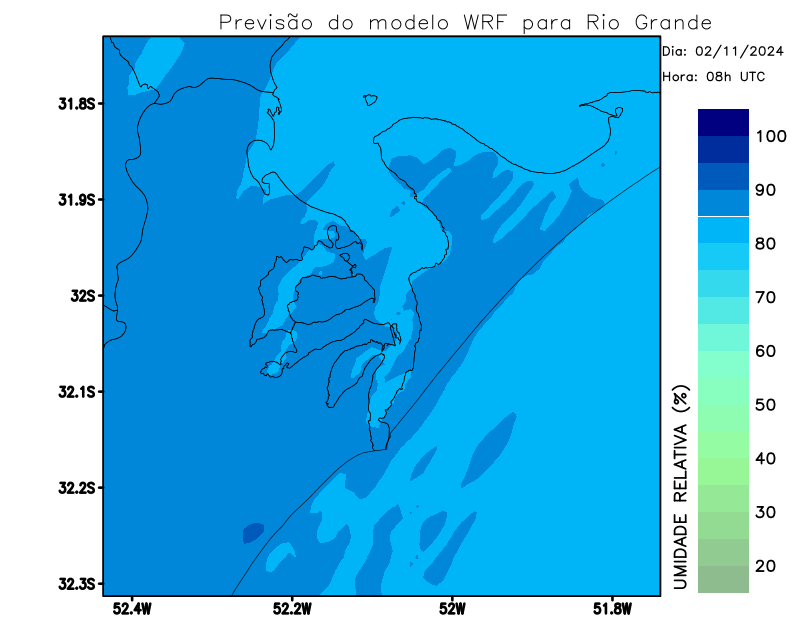 Previsão do modelo WRF para Rio Grande
Dia: 02/11/2024
Hora: 08h UTC
31.8S
31.9S
32S
32.1S
32.2S
32.3S
52.4W
52.2W
52W
51.8W
100
90
80
70
60
50
40
30
20
UMIDADE RELATIVA (%)